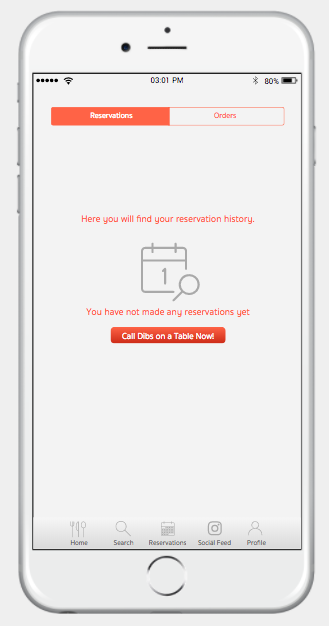 03:01 PM
80%
Reservations
Orders
Here you will find your reservation history.
1
You have not made any reservations yet
Call Dibs on a Table Now!
Home
Search
Reservations
Social Feed
Profile